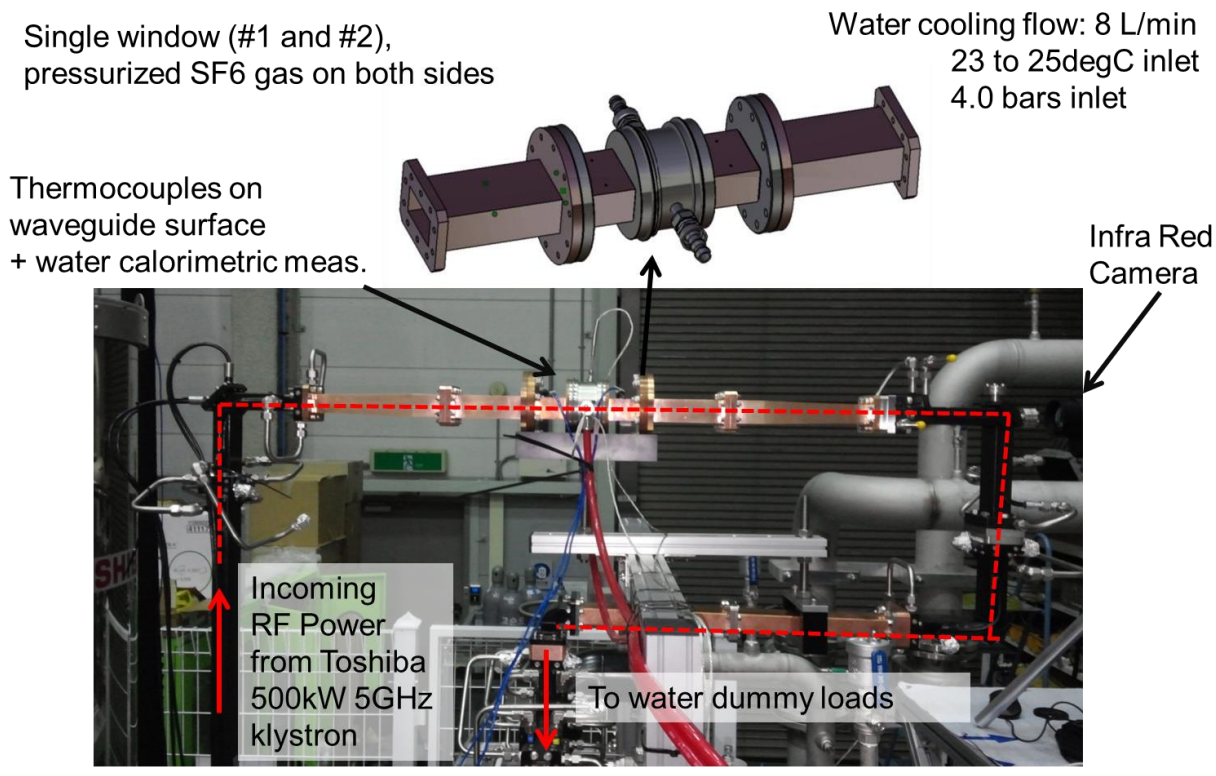 Single window (#1 and #2),
pressurized SF6 gas on both sides
Water cooling flow: 8 L/min
23 to 25degC inlet
4.0 bars inlet
Thermocouples on
waveguide surface
+ water calorimetric meas.
Infra Red
Camera
Incoming
RF Power
from Toshiba
500kW 5GHz
klystron
To water dummy loads